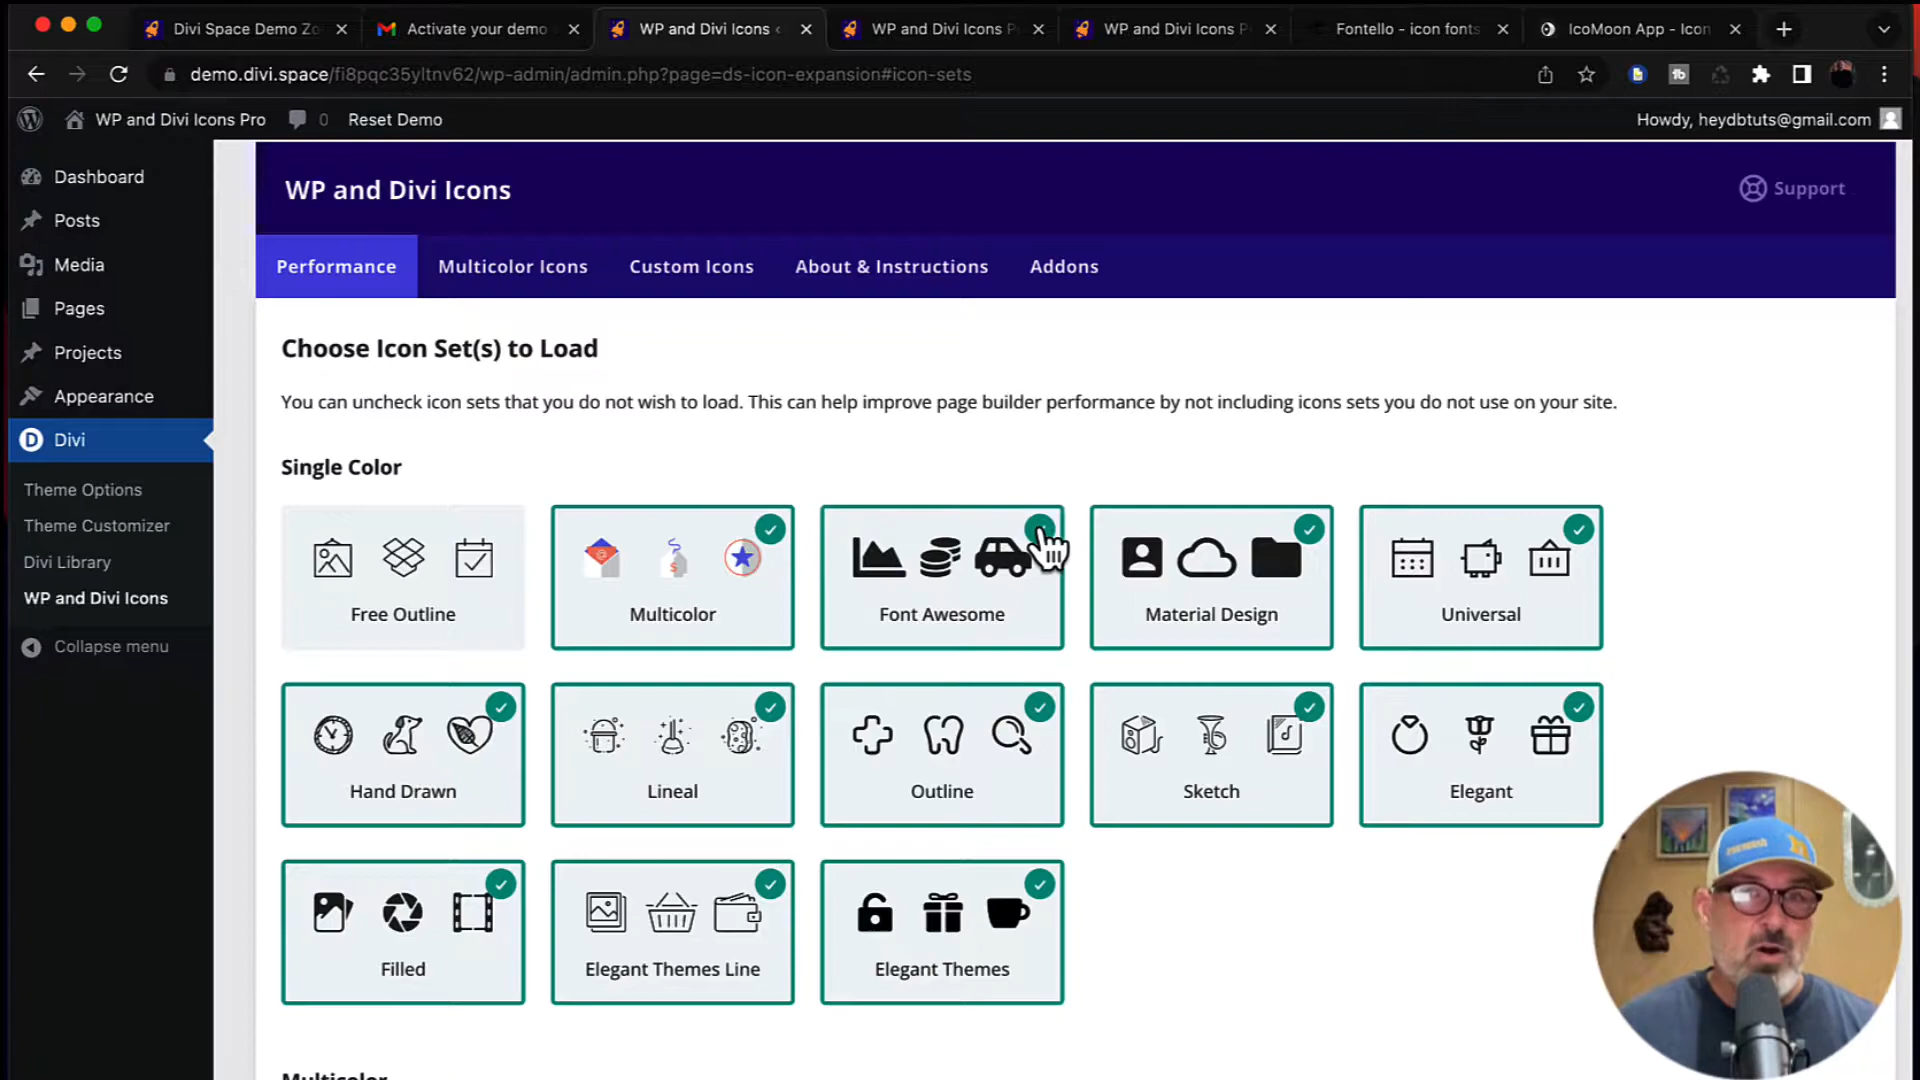 Divi Space Demo Zo
Activate your demo
WP and Divi Icons ‹
WP and Divi Icons P
WP and Divi Icons P
Fontello - icon fonts
IcoMoon App - Icon
demo.divi.space/fi8pqc35yltnv62/wp-admin/admin.php?page=ds-icon-expansion#icon-sets
WP and Divi Icons Pro
0
Reset Demo
Howdy, heydbtuts@gmail.com
Dashboard
Posts
Media
Pages
Projects
Appearance
Divi
Theme Options
Theme Customizer
Divi Library
WP and Divi Icons
Collapse menu
WP and Divi Icons
Support
Performance
Multicolor Icons
Custom Icons
About & Instructions
Addons
Choose Icon Set(s) to Load
You can uncheck icon sets that you do not wish to load. This can help improve page builder performance by not including icons sets you do not use on your site.
Single Color
Free Outline
Multicolor
Font Awesome
Material Design
Universal
Hand Drawn
Lineal
Outline
Sketch
Elegant
Filled
Elegant Themes Line
Elegant Themes
Multicolor